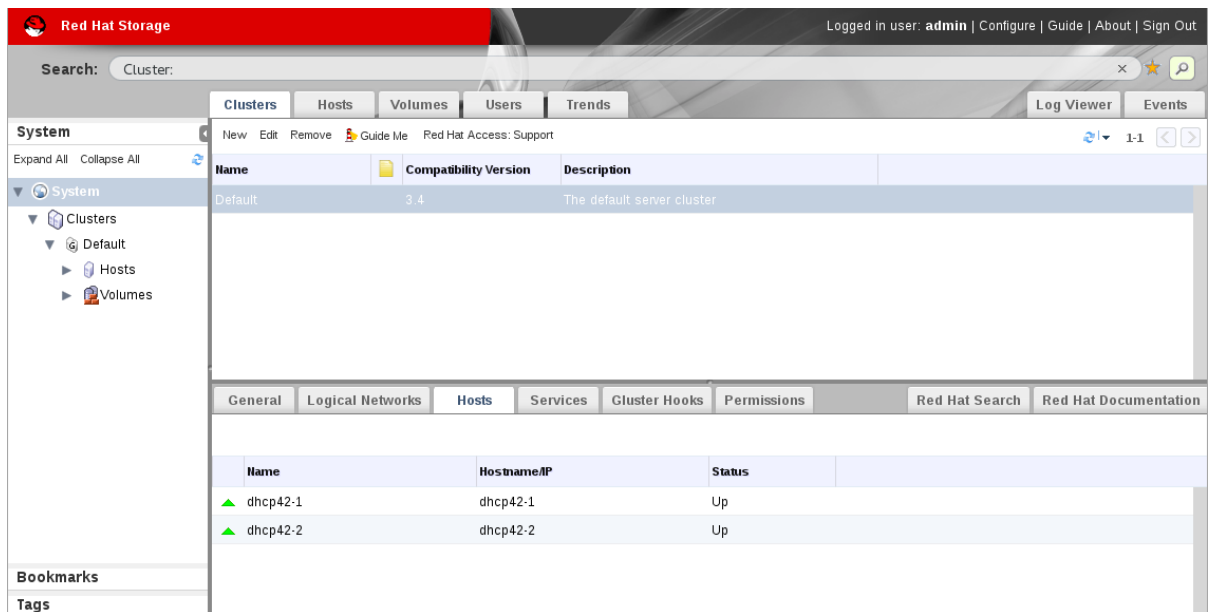 Red Hat Storage
Logged in user: admin | Configure | Guide | About | Sign Out
Search: Cluster:
Clusters Hosts Volumes Users Trends Log Viewer Events
System
New Edit Remove Guide Me Red Hat Access: Support 1-1
Expand All Collapse All
Name Compatibility Version Description
System
Default 3.4 The default server cluster
Clusters
Default
Hosts
Volumes
General Logical Networks Hosts Services Gluster Hooks Permissions Red Hat Search Red Hat Documentation
Name Hostname/IP Status
dhcp42-1 dhcp42-1 Up
dhcp42-2 dhcp42-2 Up
Bookmarks
Tags